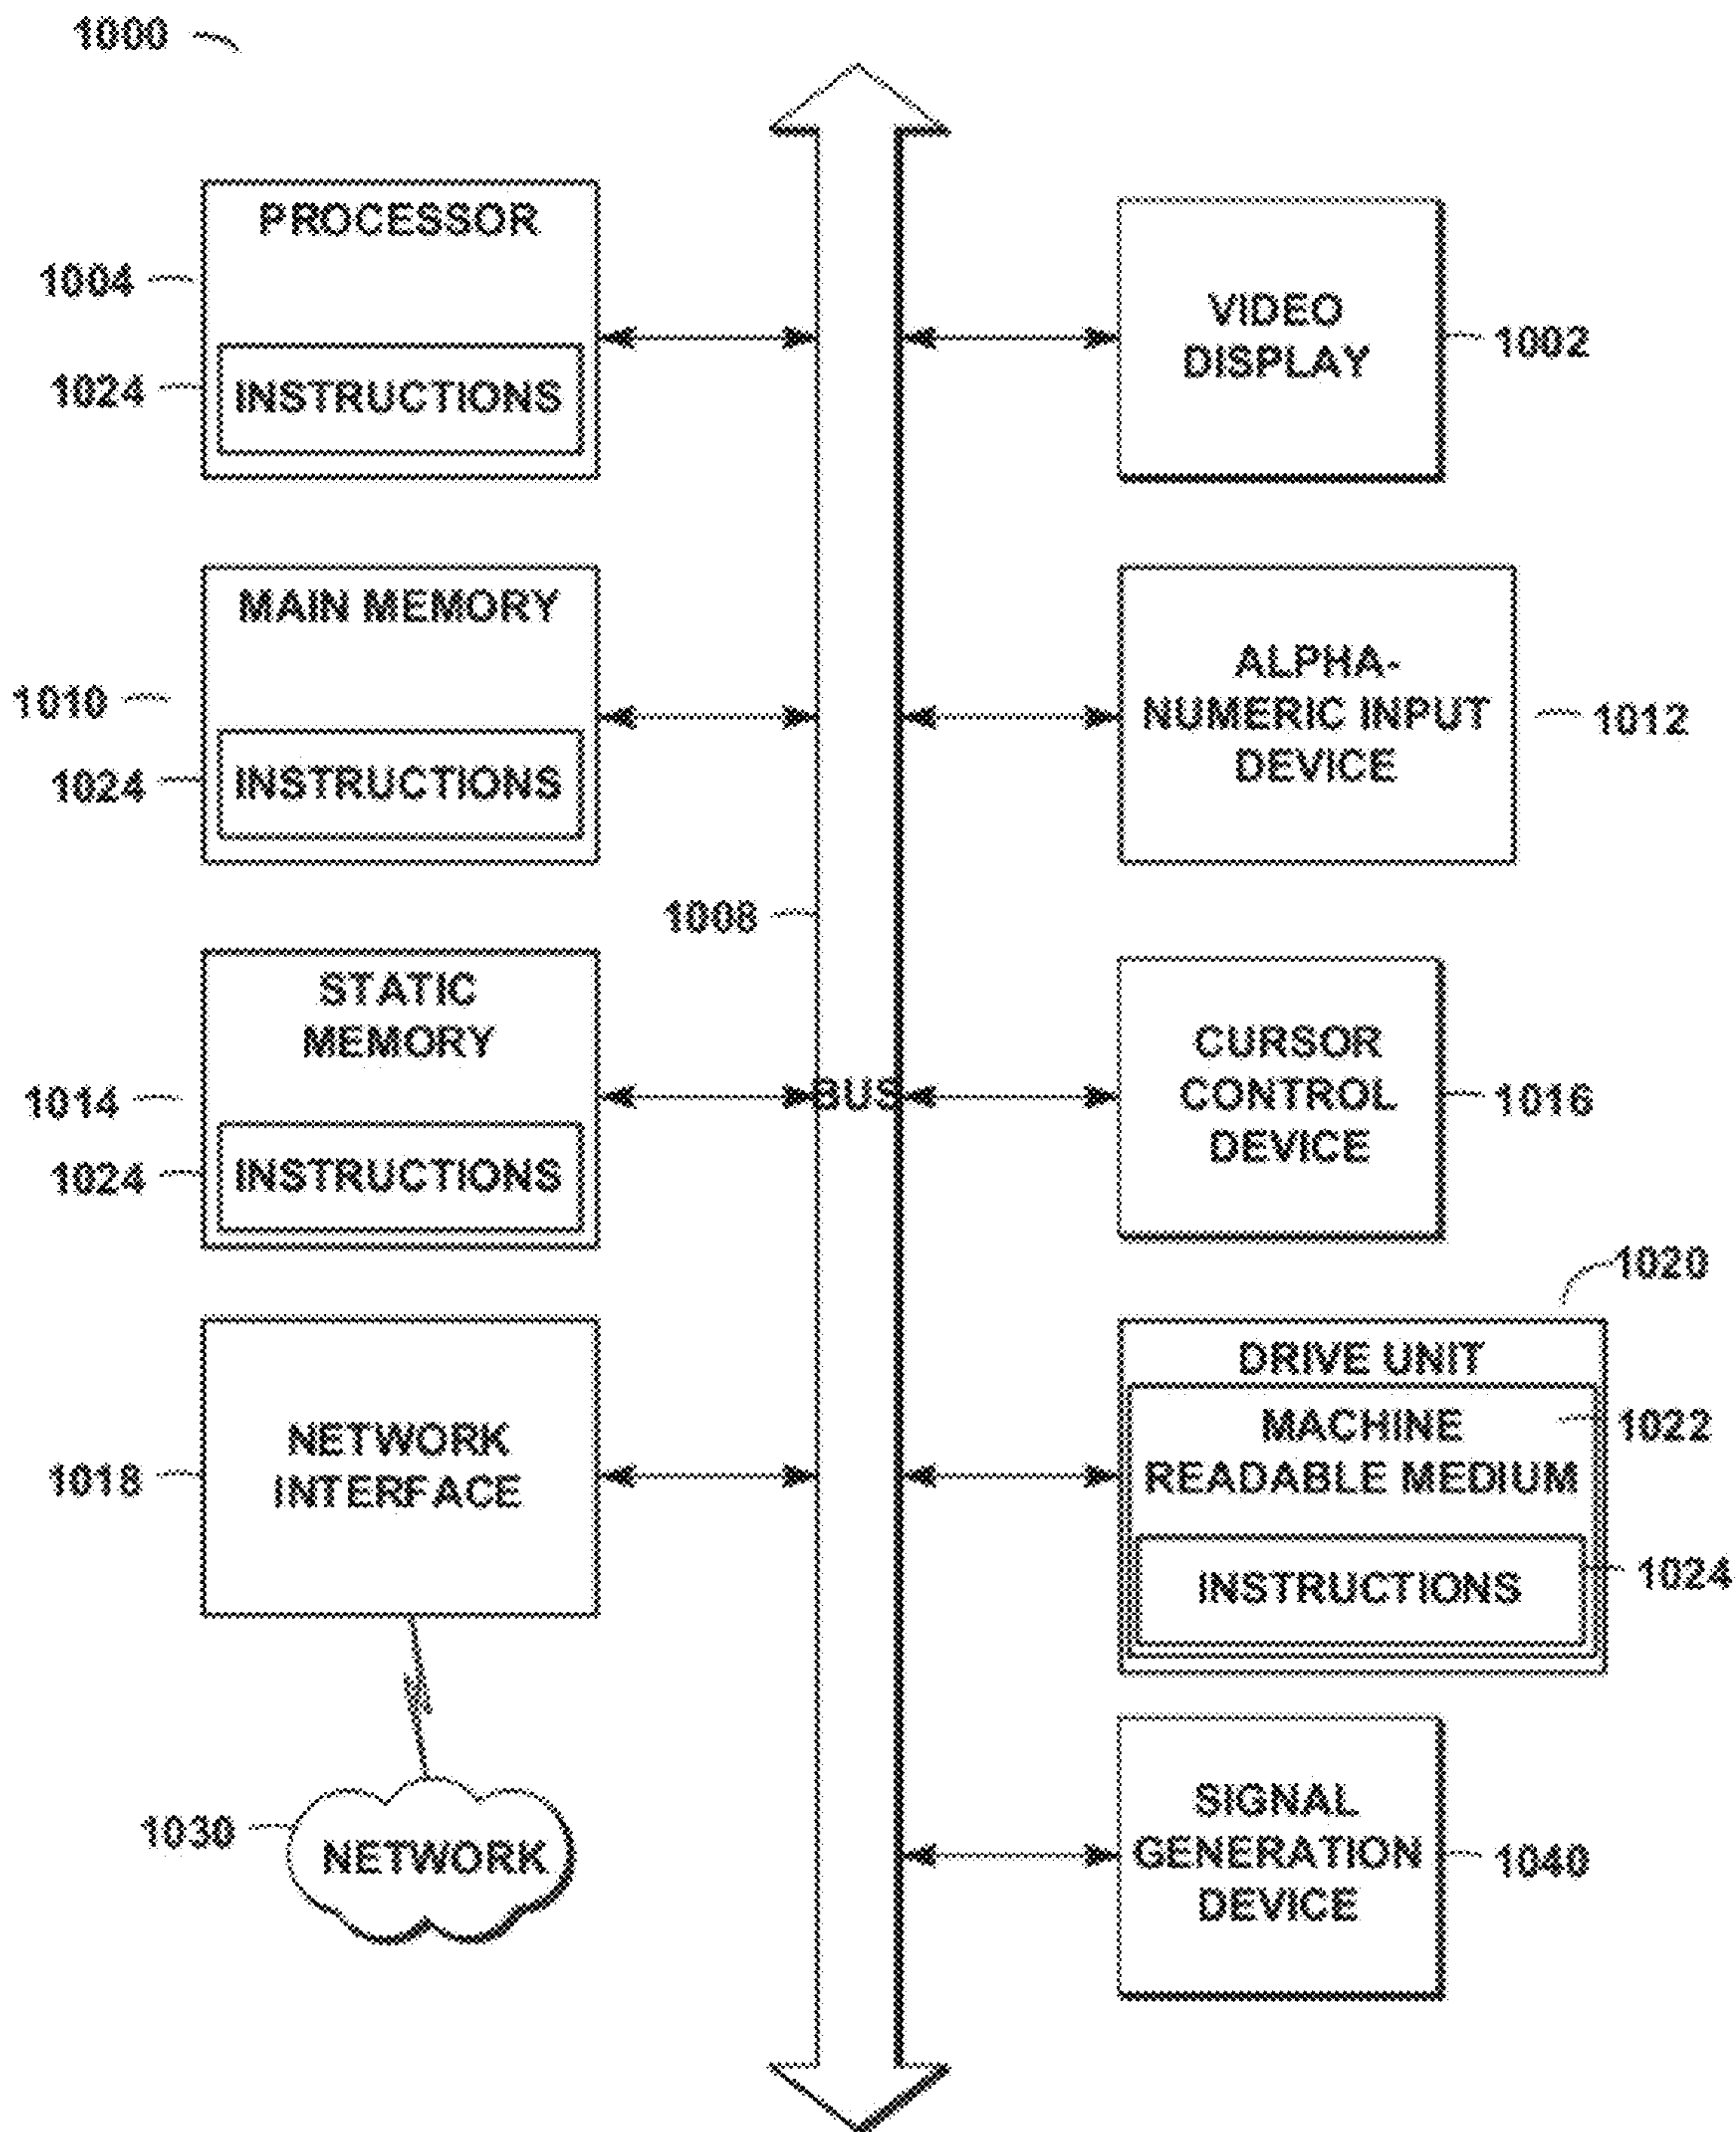 1000
PROCESSOR
1004
1024
INSTRUCTIONS
MAIN MEMORY
1010
1024
INSTRUCTIONS
1008
STATIC
MEMORY
1014
1024
INSTRUCTIONS
BUS
NETWORK
INTERFACE
1018
1030
NETWORK
VIDEO
DISPLAY
1002
ALPHA-
NUMERIC INPUT
DEVICE
1012
CURSOR
CONTROL
DEVICE
1016
1020
DRIVE UNIT
MACHINE
READABLE MEDIUM
1022
INSTRUCTIONS
1024
SIGNAL
GENERATION
DEVICE
1040